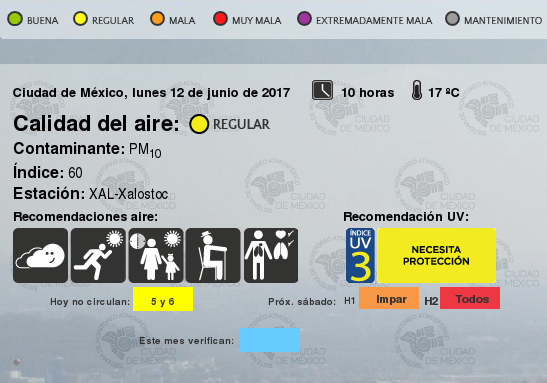 BUENA REGULAR MALA MUY MALA EXTREMADAMENTE MALA MANTENIMIENTO
Ciudad de México, lunes 12 de junio de 2017 10 horas 17 ºC
Calidad del aire: REGULAR
Contaminante: PM10
Índice: 60
Estación: XAL-Xalostoc
Recomendaciones aire: Recomendación UV:
ÍNDICE
UV
3
NECESITA
PROTECCIÓN
Hoy no circulan: 5 y 6 Próx. sábado: H1 Impar H2 Todos
Este mes verifican: